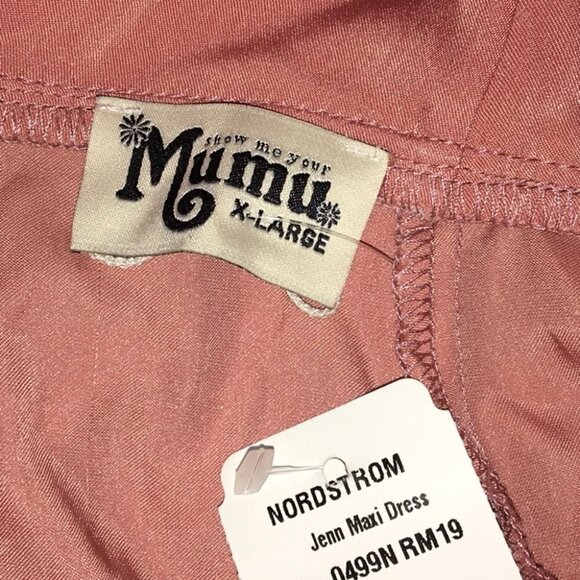 show me your
Mumu
X-LARGE
NORDSTROM
Jenn Maxi Dress
0499N RM19